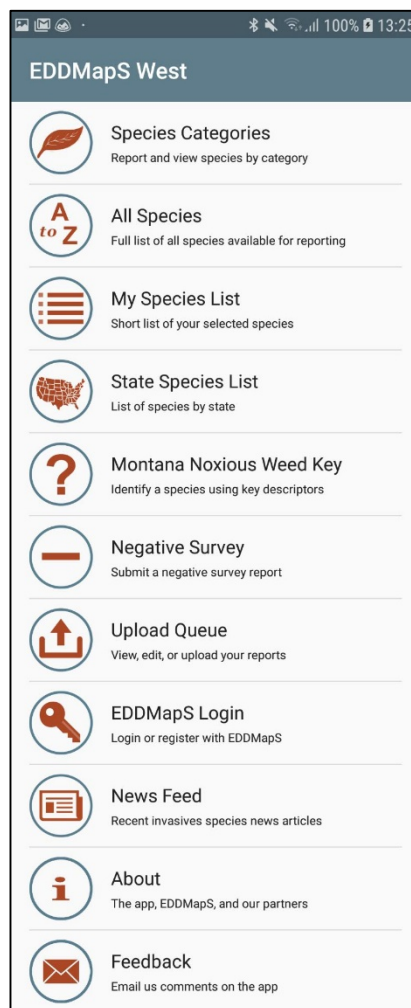 100% 13:25
EDDMapS West
Species Categories
Report and view species by category
A
to Z
All Species
Full list of all species available for reporting
My Species List
Short list of your selected species
State Species List
List of species by state
?
Montana Noxious Weed Key
Identify a species using key descriptors
Negative Survey
Submit a negative survey report
Upload Queue
View, edit, or upload your reports
EDDMapS Login
Login or register with EDDMapS
News Feed
Recent invasives species news articles
i
About
The app, EDDMapS, and our partners
Feedback
Email us comments on the app